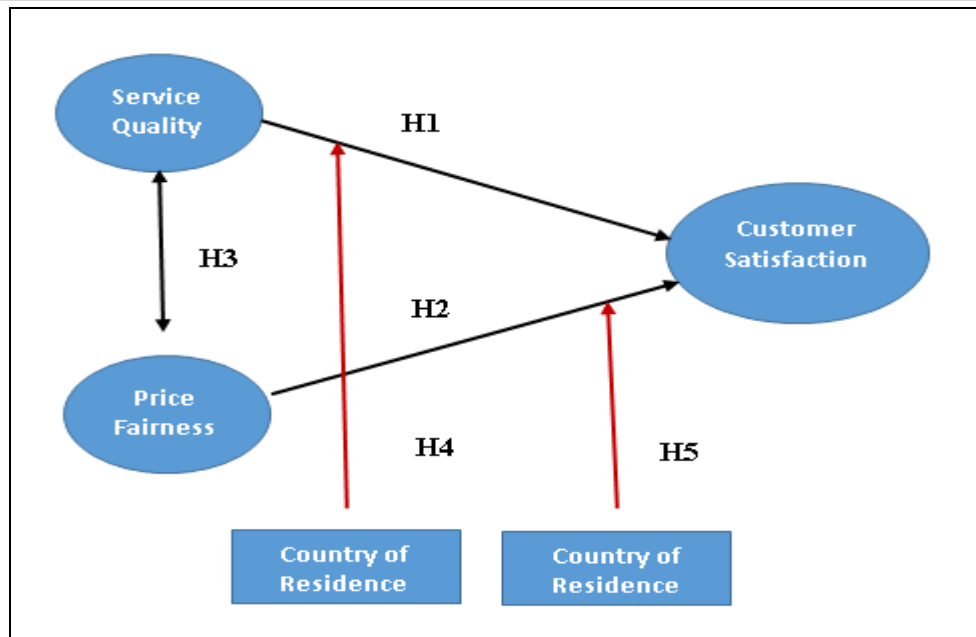 Service
Quality
H1
Customer
Satisfaction
H3
H2
Price
Fairness
H4
H5
Country of
Residence
Country of
Residence